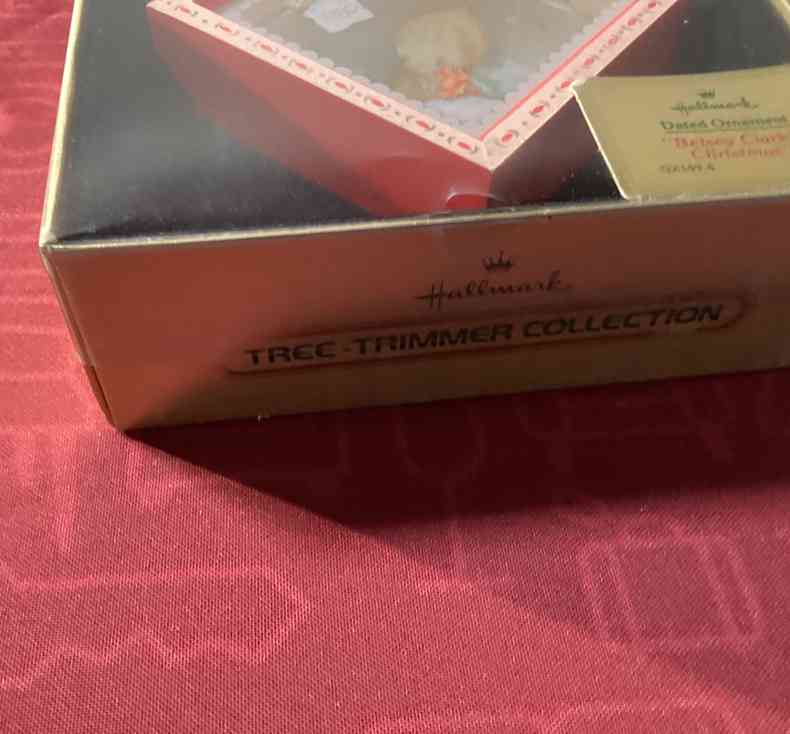 Hallmark
Dated Ornament
"Betsey Clark
Christmas
Hallmark
TREE-TRIMMER COLLECTION